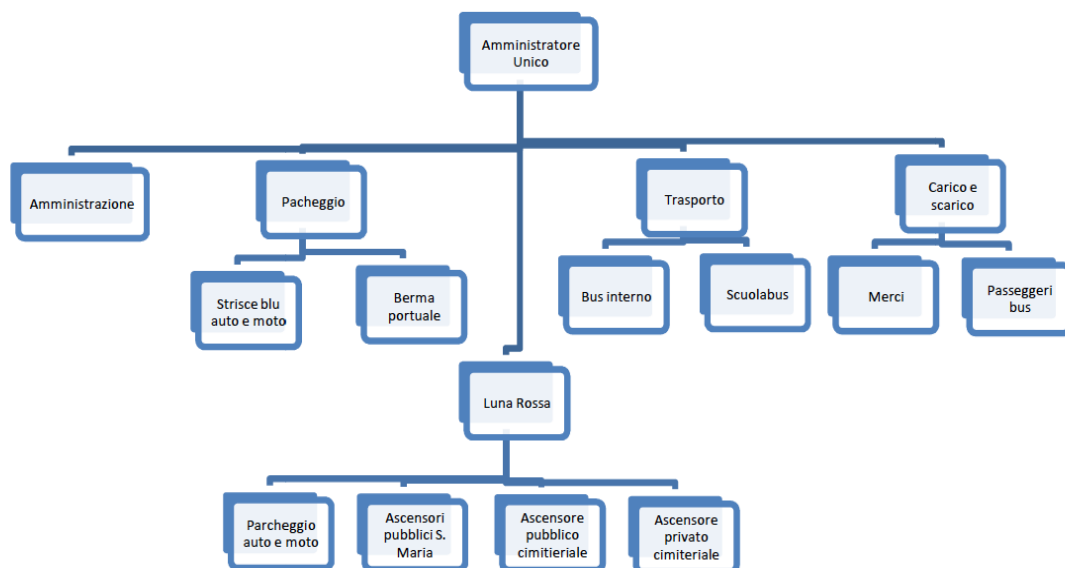 Amministratore
Unico
Amministrazione
Pacheggio
Trasporto
Carico e
scarico
Strisce blu
auto e moto
Berma
portuale
Bus interno
Scuolabus
Merci
Passeggeri
bus
Luna Rossa
Parcheggio
auto e moto
Ascensori
pubblici S.
Maria
Ascensore
pubblico
cimitieriale
Ascensore
privato
cimiteriale